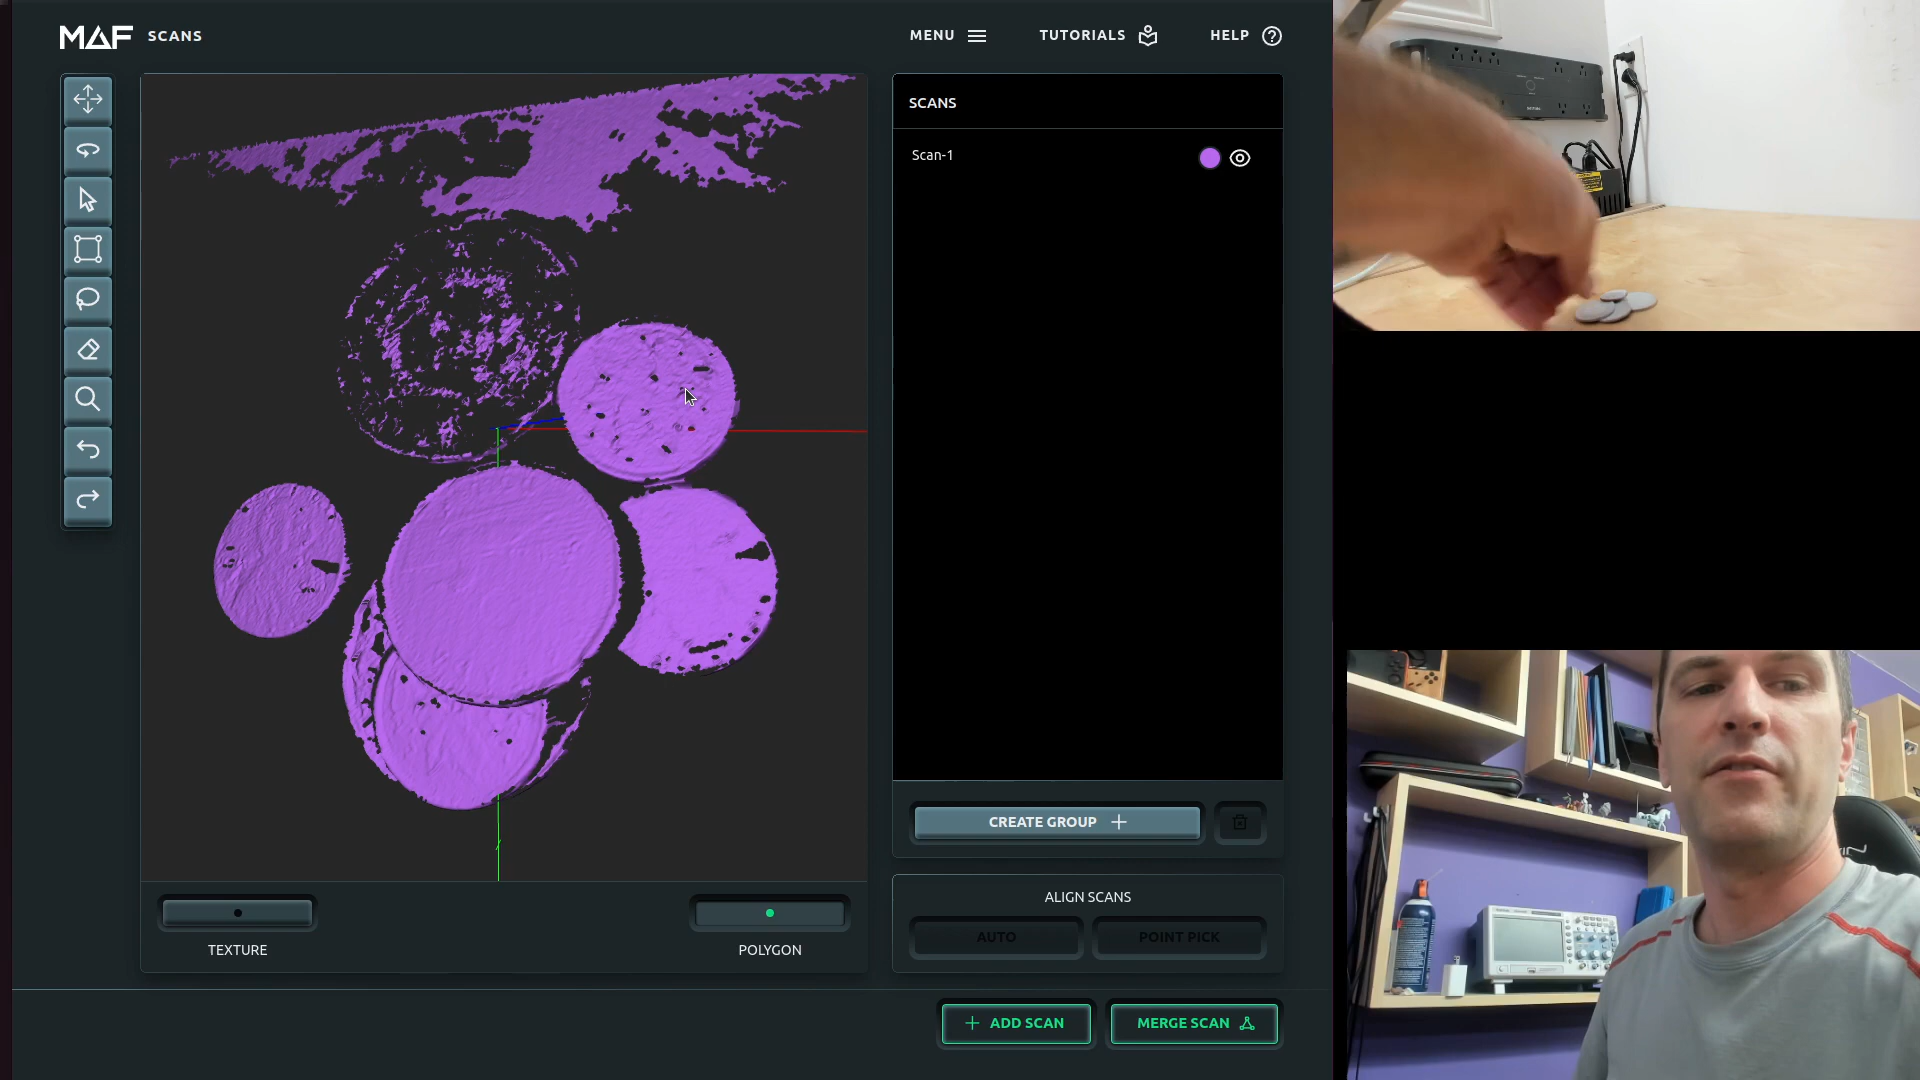 MAF SCANS
MENU
TUTORIALS
HELP
SCANS
Scan-1
CREATE GROUP
ALIGN SCANS
AUTO
POINT PICK
TEXTURE
POLYGON
ADD SCAN
MERGE SCAN